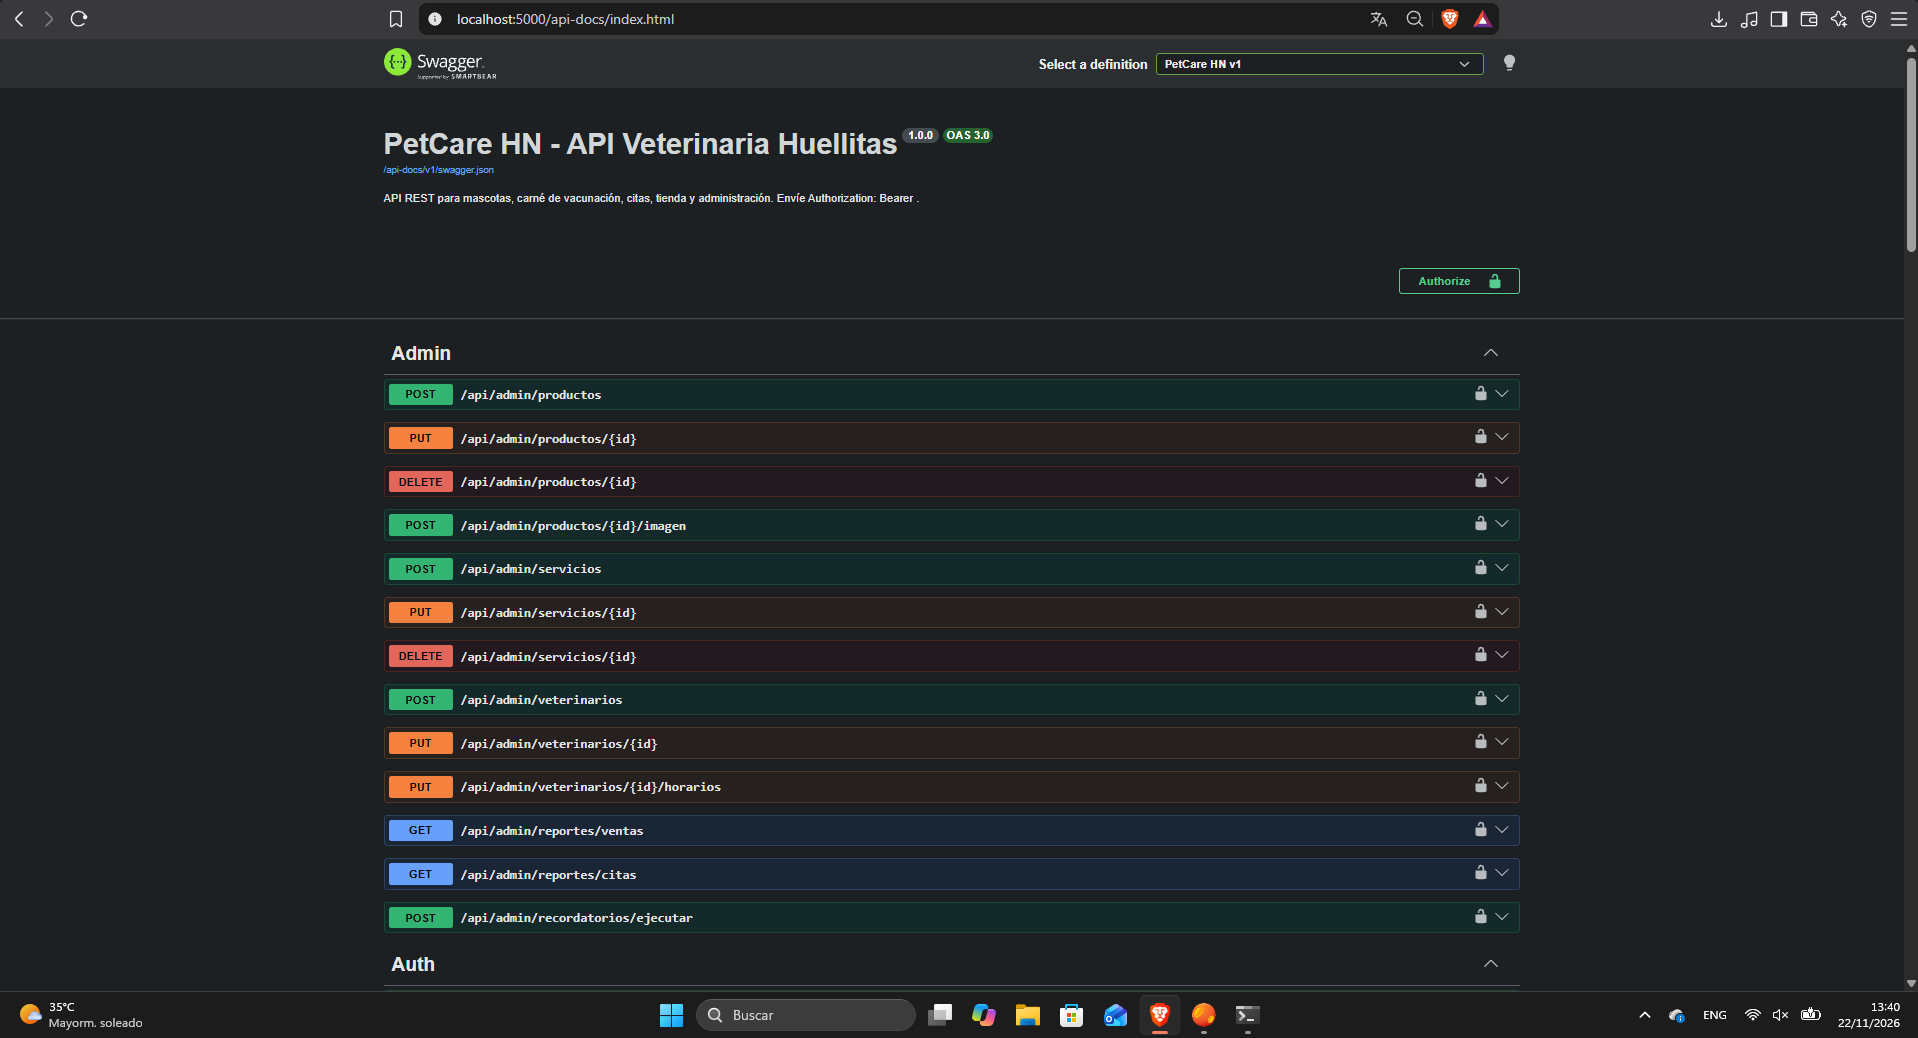 localhost:5000/api-docs/index.html
Swagger
Supported by SMARTBEAR
Select a definition
PetCare HN v1
PetCare HN - API Veterinaria Huellitas 1.0.0 OAS 3.0
/api-docs/v1/swagger.json
API REST para mascotas, carné de vacunación, citas, tienda y administración. Envíe Authorization: Bearer .
Authorize
Admin
POST /api/admin/productos
PUT /api/admin/productos/{id}
DELETE /api/admin/productos/{id}
POST /api/admin/productos/{id}/imagen
POST /api/admin/servicios
PUT /api/admin/servicios/{id}
DELETE /api/admin/servicios/{id}
POST /api/admin/veterinarios
PUT /api/admin/veterinarios/{id}
PUT /api/admin/veterinarios/{id}/horarios
GET /api/admin/reportes/ventas
GET /api/admin/reportes/citas
POST /api/admin/recordatorios/ejecutar
Auth
35°C
Mayorm. soleado
Buscar
ENG
13:40
22/11/2026